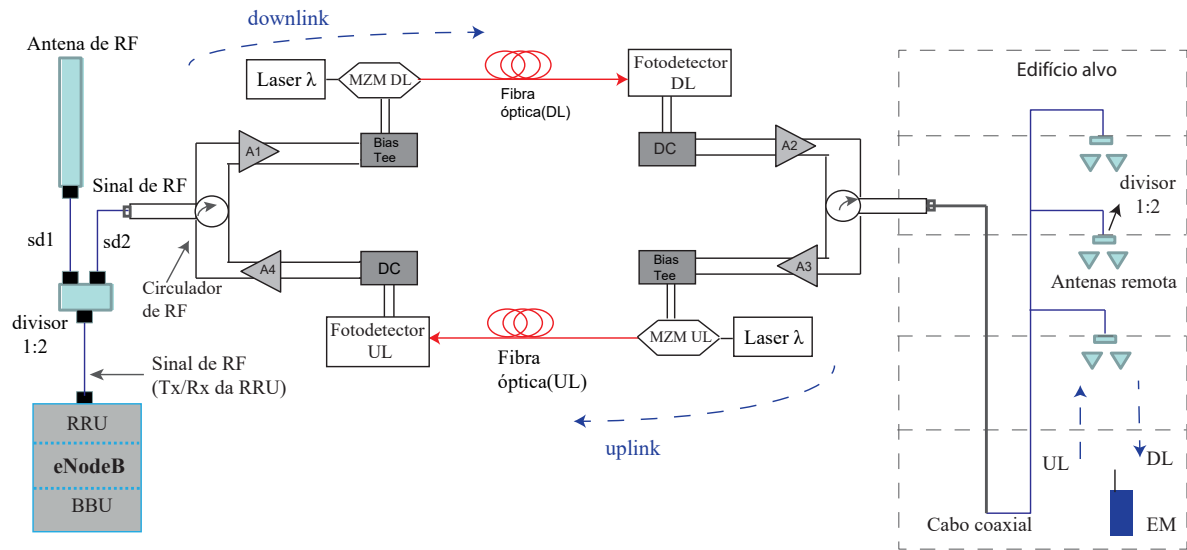 downlink
Antena de RF
Laser λ
MZM DL
Fibra
óptica(DL)
Fotodetector
DL
Edifício alvo
A1
Bias
Tee
DC
A2
Sinal de RF
divisor
1:2
sd1
sd2
Circulador
de RF
A4
DC
Bias
Tee
A3
Antenas remota
divisor
1:2
Fotodetector
UL
Fibra
óptica(UL)
MZM UL
Laser λ
Sinal de RF
(Tx/Rx da RRU)
RRU
eNodeB
BBU
uplink
UL
DL
Cabo coaxial
EM